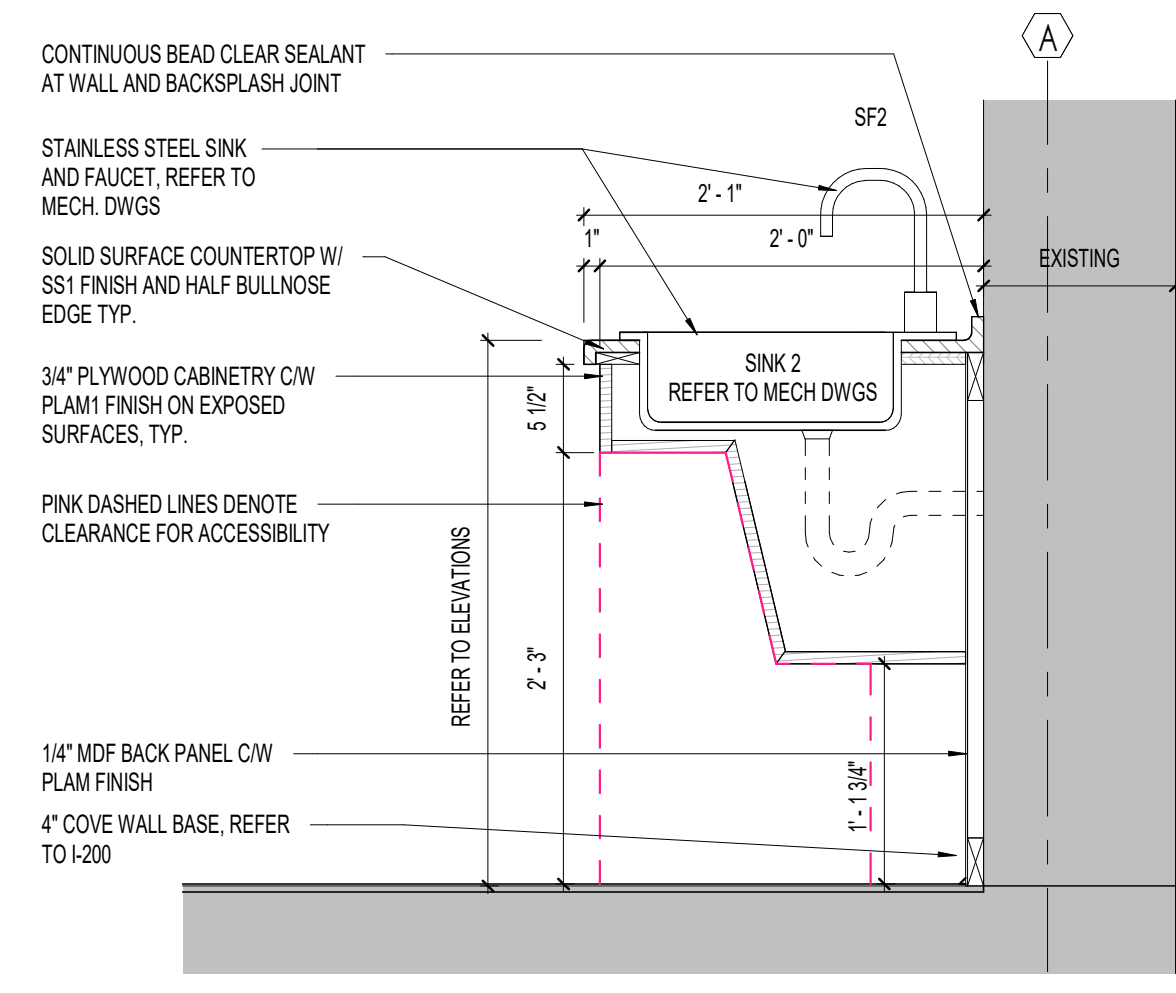 A
CONTINUOUS BEAD CLEAR SEALANT
AT WALL AND BACKSPLASH JOINT
SF2
STAINLESS STEEL SINK
AND FAUCET, REFER TO
MECH. DWGS
2' - 1"
1"
2' - 0"
EXISTING
SOLID SURFACE COUNTERTOP W/
SS1 FINISH AND HALF BULLNOSE
EDGE TYP.
SINK 2
REFER TO MECH DWGS
3/4" PLYWOOD CABINETRY C/W
PLAM1 FINISH ON EXPOSED
SURFACES, TYP.
5 1/2"
PINK DASHED LINES DENOTE
CLEARANCE FOR ACCESSIBILITY
REFER TO ELEVATIONS
2' - 3"
1' - 1 3/4"
1/4" MDF BACK PANEL C/W
PLAM FINISH
4" COVE WALL BASE, REFER
TO I-200